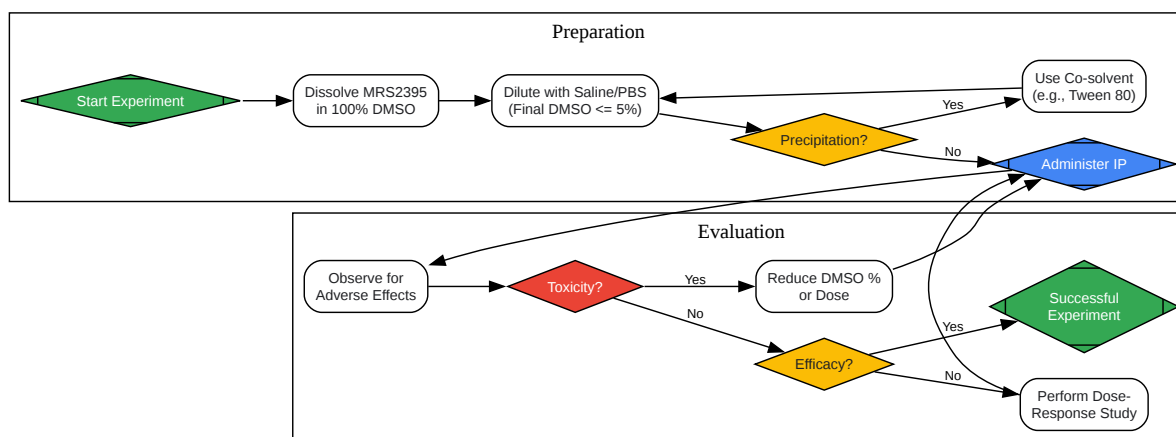 Preparation
Start Experiment
Dissolve MRS2395
in 100% DMSO
Dilute with Saline/PBS
(Final DMSO <= 5%)
Precipitation?
Yes
Use Co-solvent
(e.g., Tween 80)
No
Administer IP
Evaluation
Observe for
Adverse Effects
Toxicity?
Yes
Reduce DMSO %
or Dose
No
Efficacy?
Yes
Successful
Experiment
No
Perform Dose-
Response Study